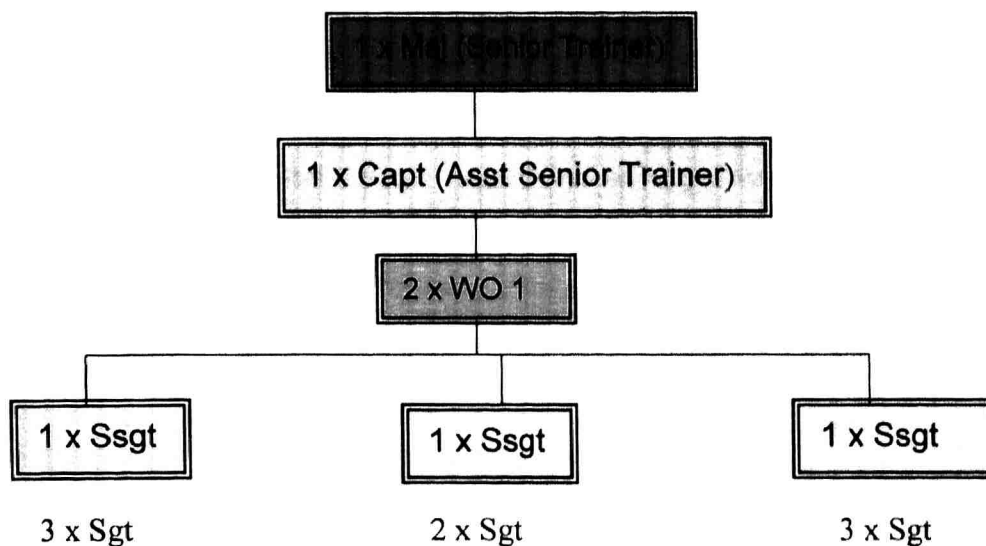 1 x Maj (Senior Trainer)
1 x Capt (Asst Senior Trainer)
2 x WO 1
1 x Ssgt
1 x Ssgt
1 x Ssgt
3 x Sgt
2 x Sgt
3 x Sgt